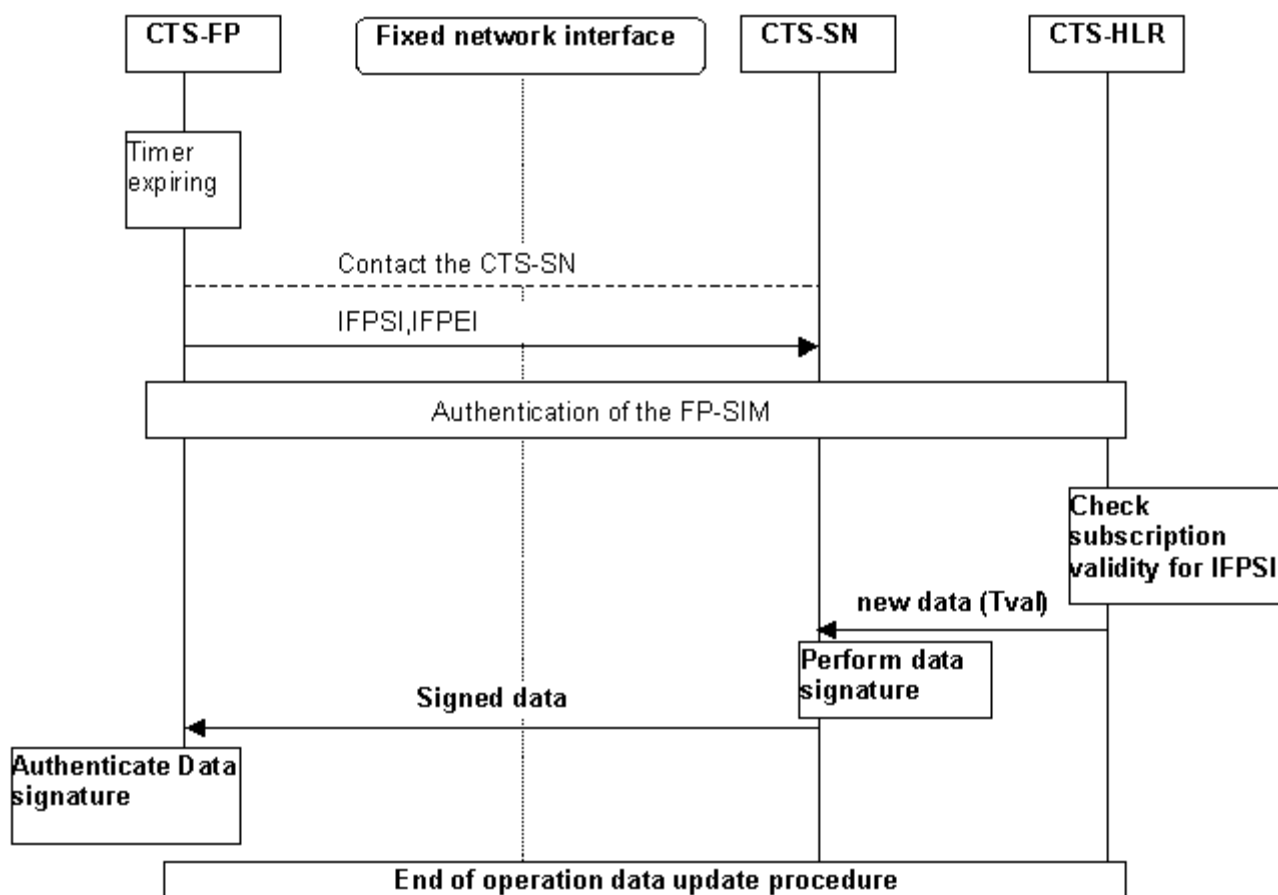 CTS-FP
Fixed network interface
CTS-SN
CTS-HLR
Timer
expiring
Contact the CTS-SN
IFPSI,IFPEI
Authentication of the FP-SIM
Check
subscription
validity for IFPSI
new data (Tval)
Perform data
signature
Signed data
Authenticate Data
signature
End of operation data update procedure